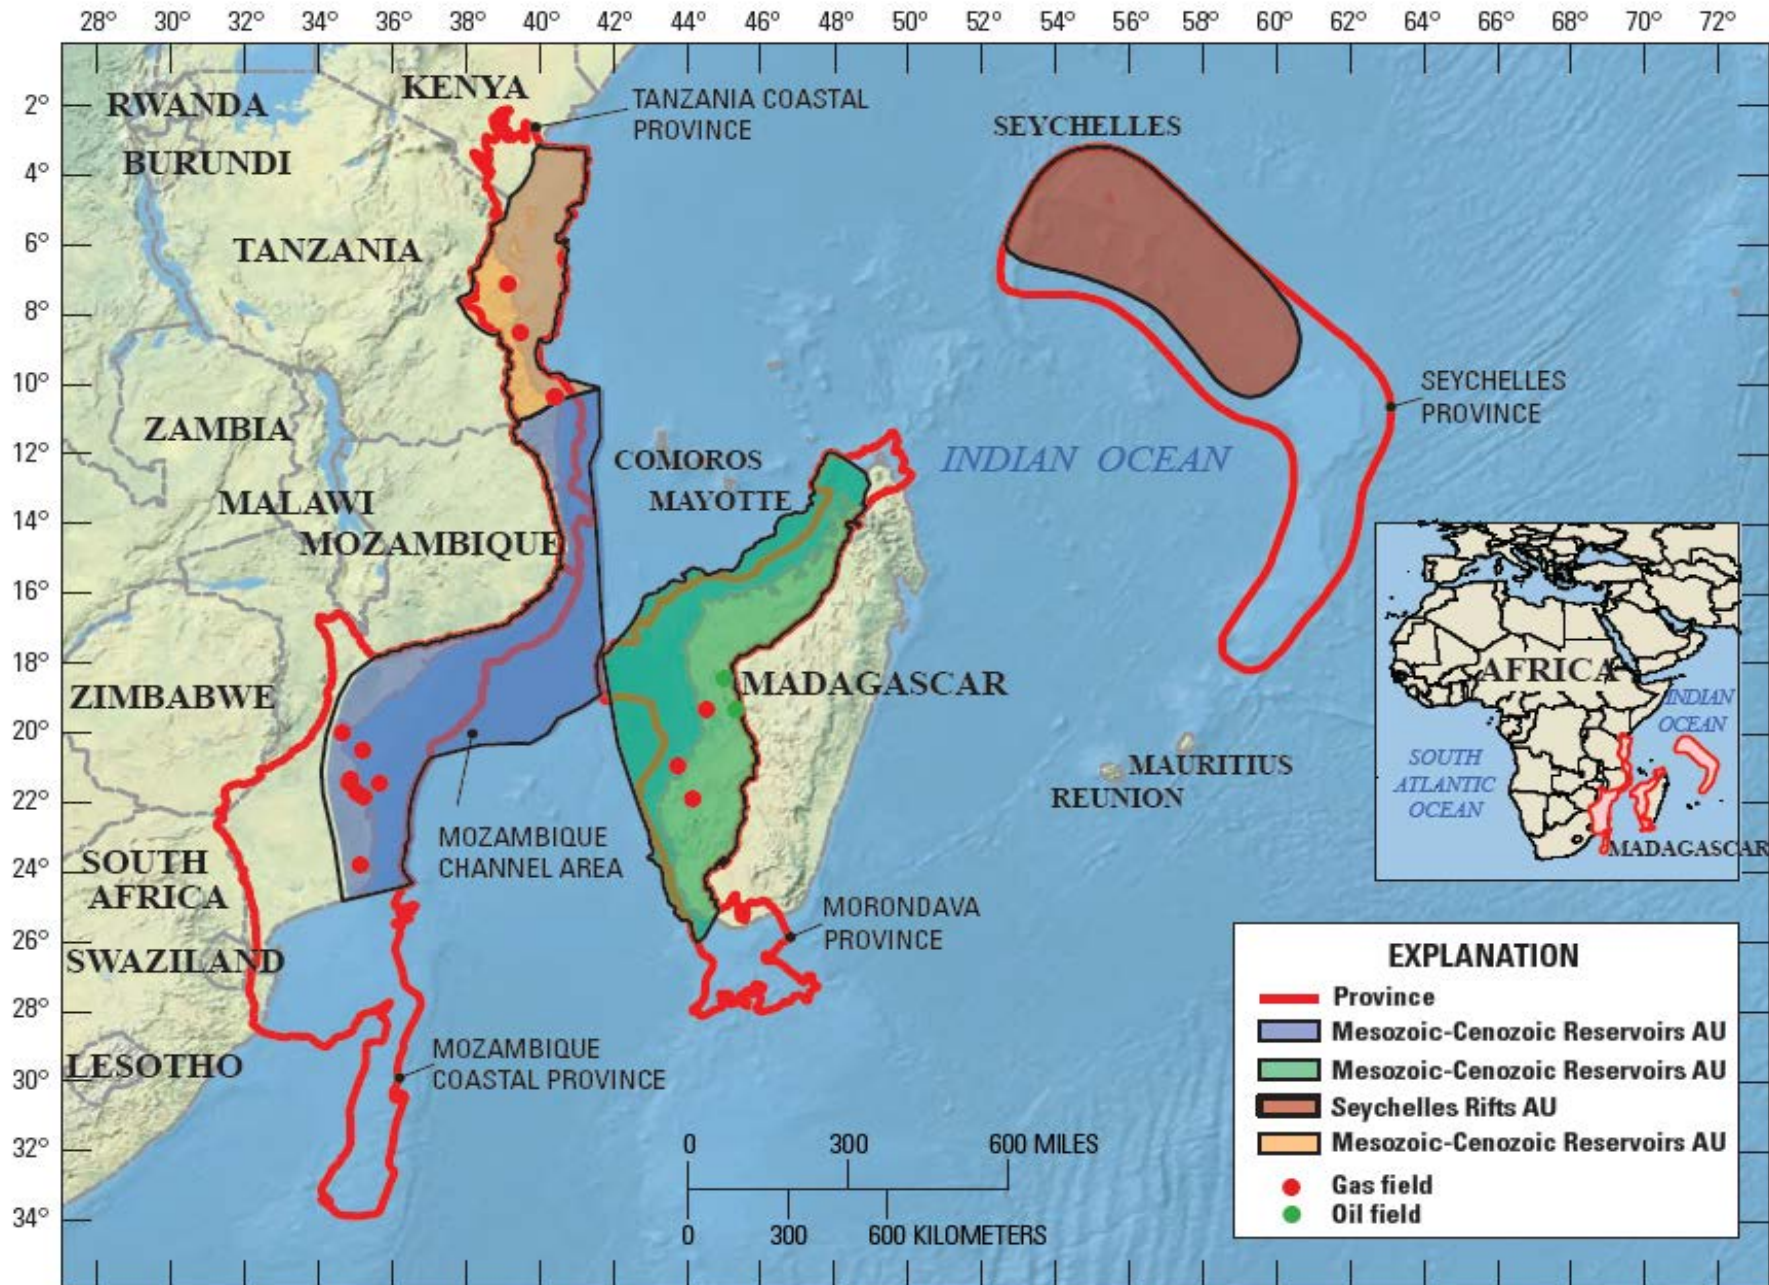 28° 30° 32° 34° 36° 38° 40° 42° 44° 46° 48° 50° 52° 54° 56° 58° 60° 62° 64° 66° 68° 70° 72°
2°
4°
6°
8°
10°
12°
14°
16°
18°
20°
22°
24°
26°
28°
30°
32°
34°
KENYA
RWANDA
TANZANIA COASTAL
PROVINCE
SEYCHELLES
BURUNDI
TANZANIA
SEYCHELLES
PROVINCE
ZAMBIA
COMOROS
INDIAN OCEAN
MALAWI
MAYOTTE
MOZAMBIQUE
ZIMBABWE
MADAGASCAR
MAURITIUS
REUNION
MOZAMBIQUE
CHANNEL AREA
SOUTH
AFRICA
MORONDAVA
PROVINCE
SWAZILAND
MOZAMBIQUE
COASTAL PROVINCE
LESOTHO
0 300 600 MILES
0 300 600 KILOMETERS
AFRICA
INDIAN
OCEAN
SOUTH
ATLANTIC
OCEAN
MADAGASCAR
EXPLANATION
Province
Mesozoic-Cenozoic Reservoirs AU
Mesozoic-Cenozoic Reservoirs AU
Seychelles Rifts AU
Mesozoic-Cenozoic Reservoirs AU
Gas field
Oil field